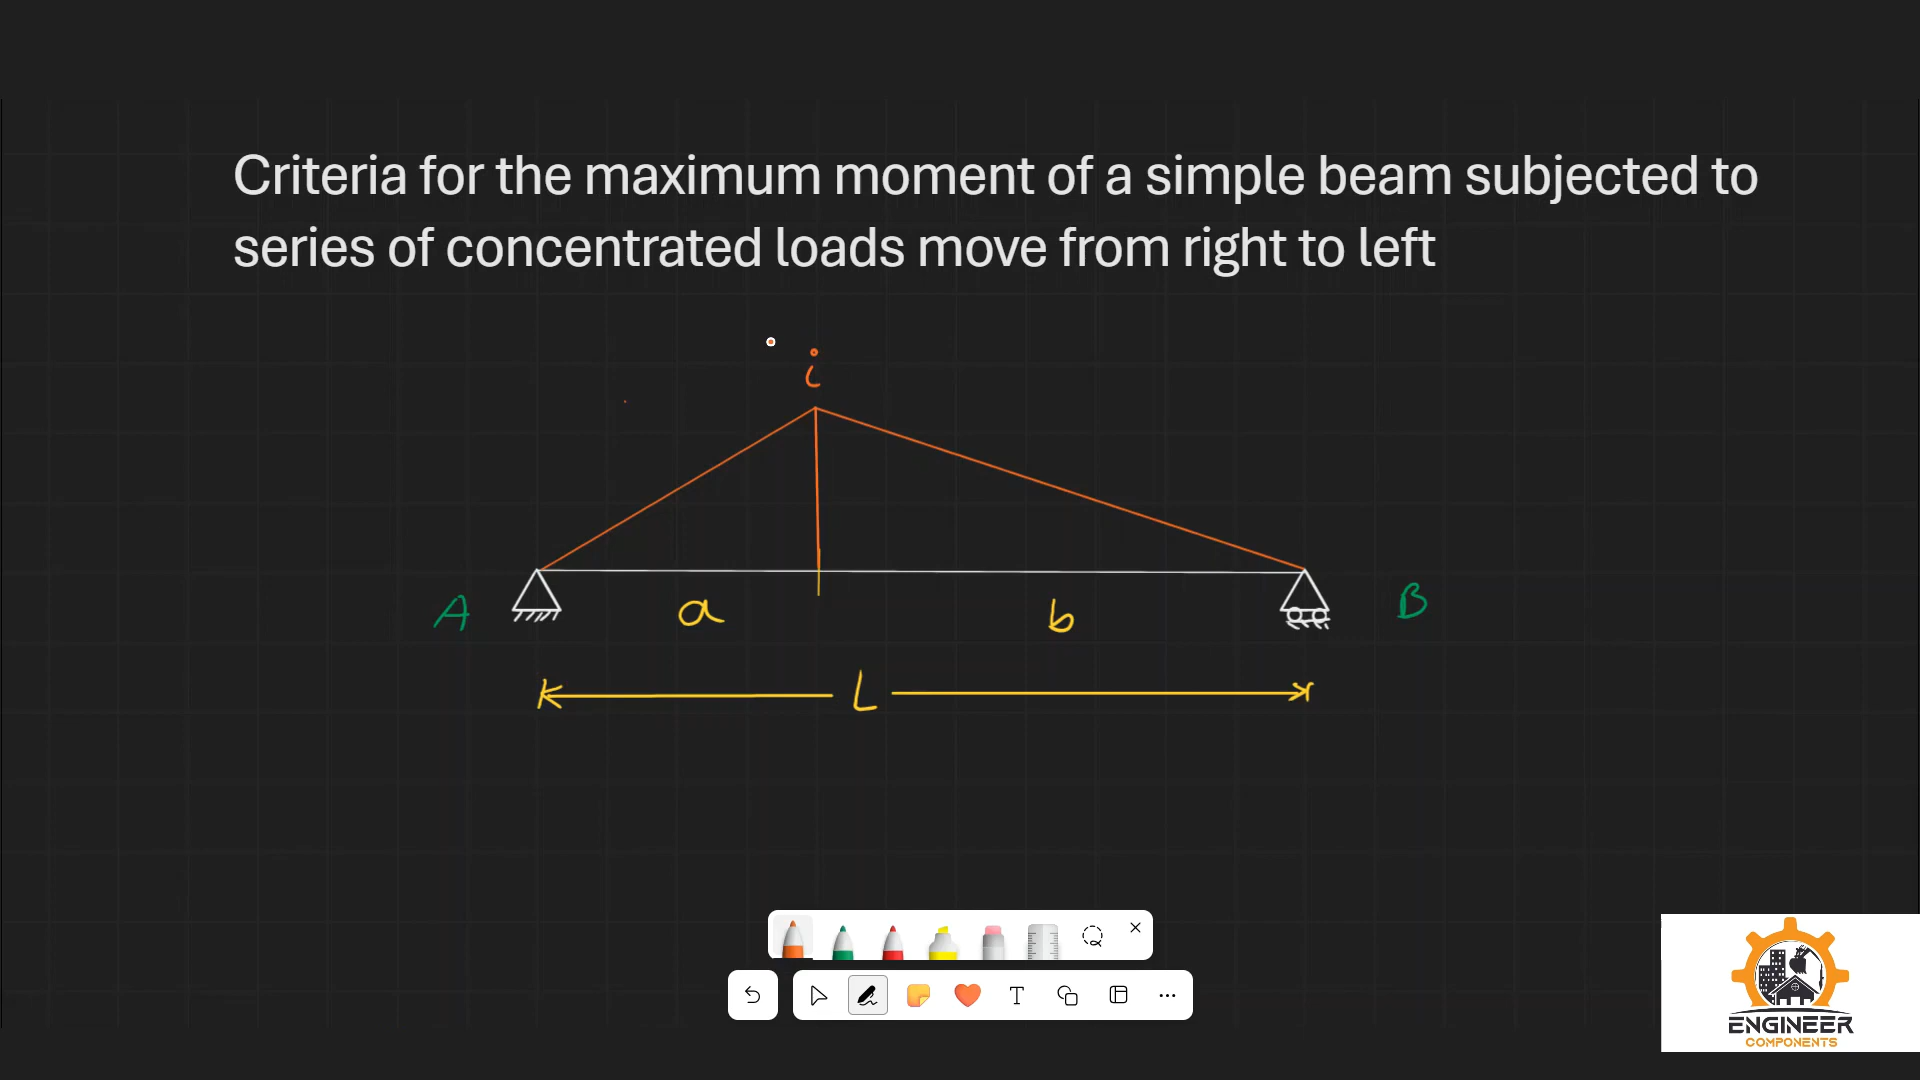 Criteria for the maximum moment of a simple beam subjected to
series of concentrated loads move from right to left
i
A
a
b
B
L
T
ENGINEER
COMPONENTS